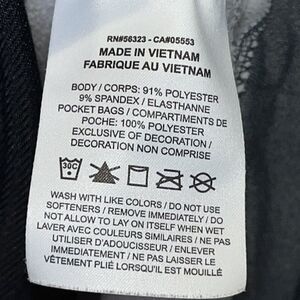 RN#56323 - CA#05553
MADE IN VIETNAM
FABRIQUE AU VIETNAM
BODY / CORPS: 91% POLYESTER
9% SPANDEX / ELASTHANNE
POCKET BAGS / COMPARTIMENTS DE
POCHE: 100% POLYESTER
EXCLUSIVE OF DECORATION /
DECORATION NON COMPRISE
30C
WASH WITH LIKE COLORS / DO NOT USE
SOFTENERS / REMOVE IMMEDIATELY / DO
NOT ALLOW TO LAY ON ITSELF WHEN WET
LAVER AVEC COULEURS SIMILAIRES / NE PAS
UTILISER D'ADOUCISSEUR / ENLEVER
IMMEDIATEMENT / NE PAS LAISSER LE
VÊTEMENT PLIÉ LORSQU'IL EST MOUILLÉ